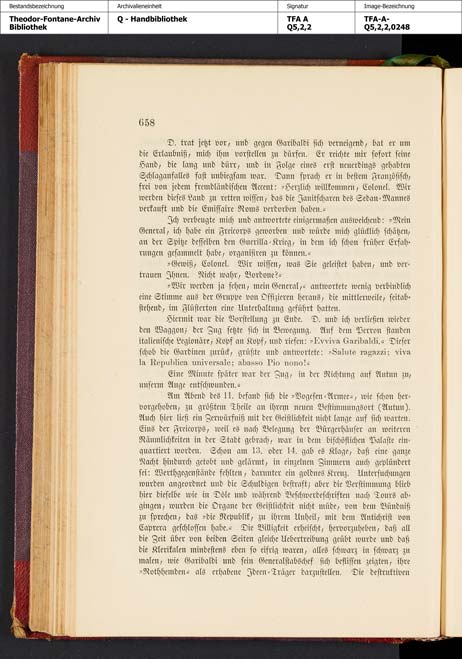 Bestandsbezeichnung Archivalieneinheit Signatur Image-Bezeichnung
Theodor-Fontane-Archiv Q - Handbibliothek TFA A TFA-A-
Bibliothek Q5,2,2 Q5,2,2,0248
658
D. trat jetzt vor, und gegen Garibaldi sich verneigend, bat er um
die Erlaubniß, mich ihm vorstellen zu dürfen. Er reichte mir sofort seine
Hand, die lang und dürr, und in Folge eines erst neuerdings gehabten
Schlaganfalles fast unbiegsam war. Dann sprach er in bestem Französisch,
frei von jedem fremdländischen Accent: »Herzlich willkommen, Colonel. Wir
werden dieses Land zu retten wissen, das die Janitscharen des Sedan-Mannes
verkauft und die Emissaire Roms verdorben haben.«
Ich verbeugte mich und antwortete einigermaßen ausweichend: »Mein
General, ich habe ein Freicorps geworben und würde mich glücklich schätzen,
an der Spitze desselben den Guerilla-Krieg, in dem ich schon früher Erfah-
rungen gesammelt habe, organisiren zu können.«
»Gewiß, Colonel. Wir wissen, was Sie geleistet haben, und ver-
trauen Ihnen. Nicht wahr, Bordone?«
»Wir werden ja sehen, mein General,« antwortete wenig verbindlich
eine Stimme aus der Gruppe von Offizieren heraus, die mittlerweile, seitab-
stehend, im Flüsterton eine Unterhaltung geführt hatten.
Hiermit war die Vorstellung zu Ende. D. und ich verließen wieder
den Waggon; der Zug setzte sich in Bewegung. Auf dem Perron standen
italienische Legionäre, Kopf an Kopf, und riefen: »Evviva Garibaldi.« Dieser
schob die Gardinen zurück, grüßte und antwortete: »Salute ragazzi; viva
la Republica universale; abasso Pio nono!«
Eine Minute später war der Zug, in der Richtung auf Autun zu,
unserm Auge entschwunden.«
Am Abend des 11. befand sich die »Vogesen-Armee«, wie schon her-
vorgehoben, zu größtem Theile an ihrem neuen Bestimmungsort (Autun).
Auch hier ließ ein Zerwürfniß mit der Geistlichkeit nicht lange auf sich warten.
Eins der Freicorps, weil es nach Belegung der Bürgerhäuser an weiteren
Räumlichkeiten in der Stadt gebrach, war in dem bischöflichen Palaste ein-
quartiert worden. Schon am 13. oder 14. gab es Klage, daß eine ganze
Nacht hindurch getobt und gelärmt, in einzelnen Zimmern auch geplündert
sei: Werthgegenstände fehlten, darunter ein goldnes Kreuz. Untersuchungen
wurden angeordnet und die Schuldigen bestraft; aber die Verstimmung blieb
hier dieselbe wie in Dôle und während Beschwerdeschriften nach Tours ab-
gingen, wurden die Organe der Geistlichkeit nicht müde, von dem Bündniß
zu sprechen, das »die Republik, zu ihrem Unheil, mit dem Antichrist von
Caprera geschlossen habe.« Die Billigkeit erheischt, hervorzuheben, daß all
die Zeit über von beiden Seiten gleiche Uebertreibung geübt wurde und daß
die Klerikalen mindestens eben so eifrig waren, alles schwarz in schwarz zu
malen, wie Garibaldi und sein Generalstabschef sich beflissen zeigten, ihre
»Rothhemden« als erhabene Ideen-Träger darzustellen. Die destruktiven